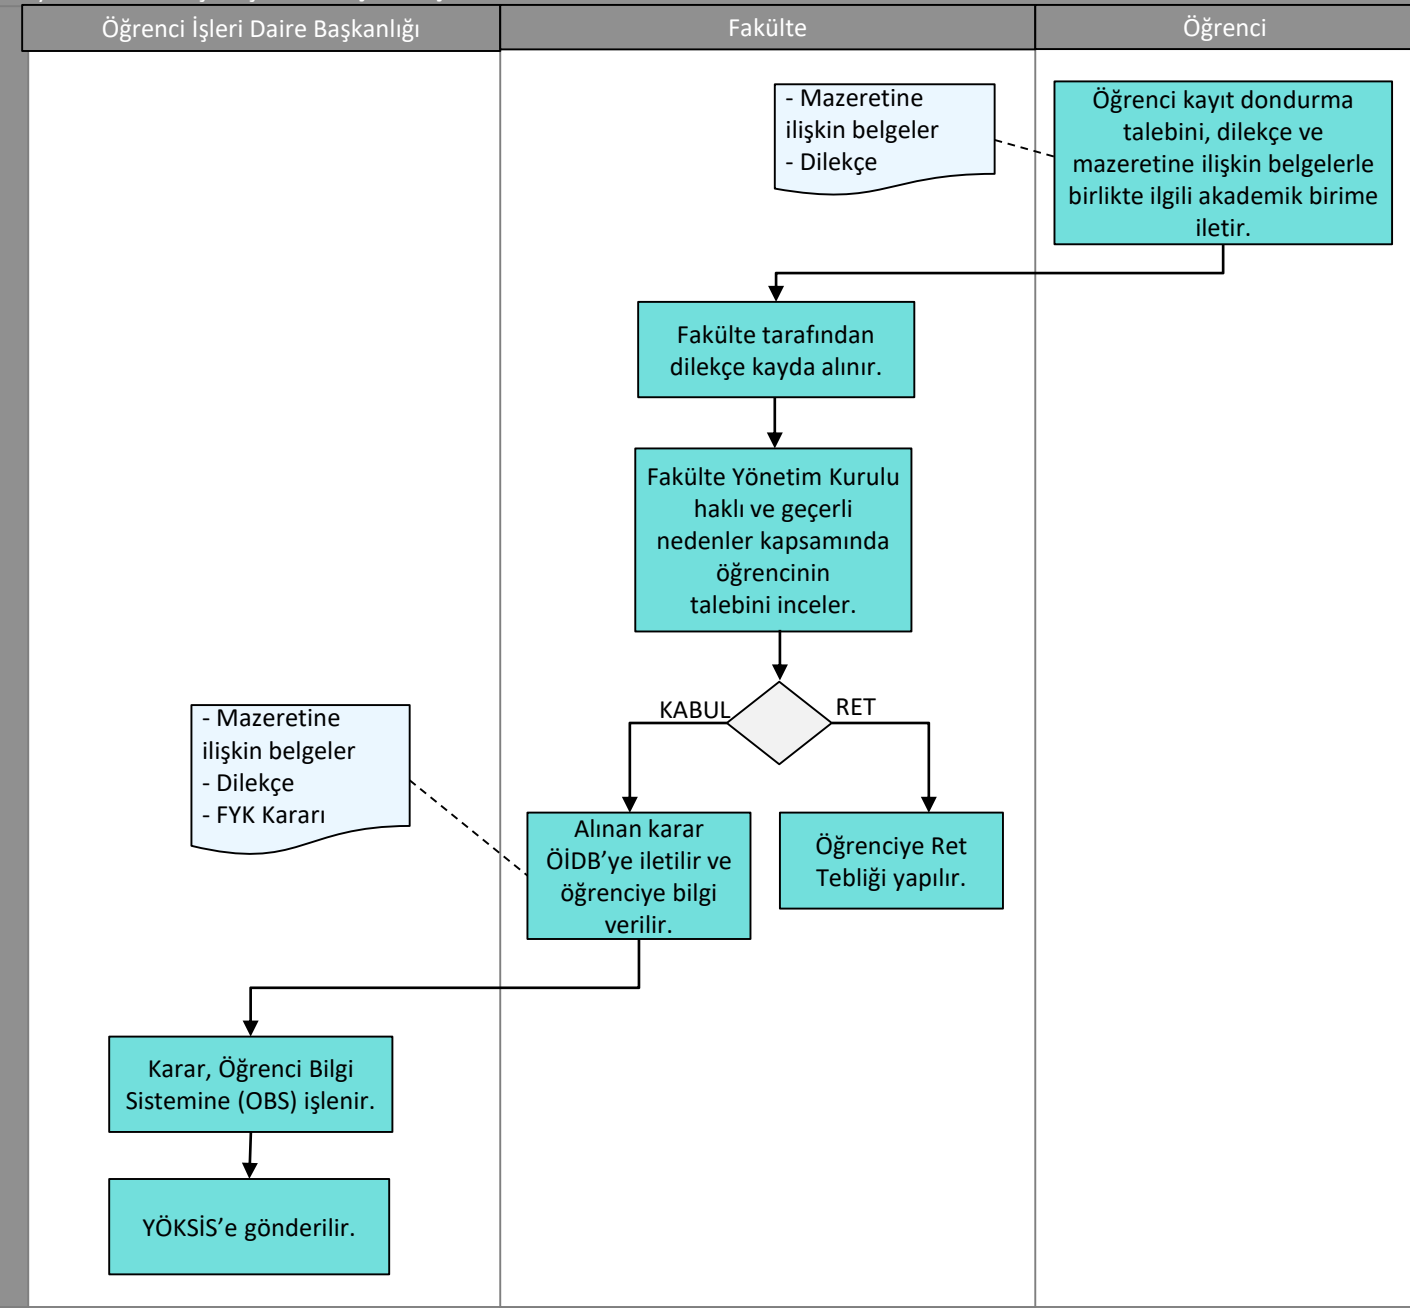 Öğrenci İşleri Daire Başkanlığı
Fakülte
Öğrenci
- Mazeretine
ilişkin belgeler
- Dilekçe
Öğrenci kayıt dondurma
talebini, dilekçe ve
mazeretine ilişkin belgelerle
birlikte ilgili akademik birime
iletir.
Fakülte tarafından
dilekçe kayda alınır.
Fakülte Yönetim Kurulu
haklı ve geçerli
nedenler kapsamında
öğrencinin
talebini inceler.
KABUL
RET
- Mazeretine
ilişkin belgeler
- Dilekçe
- FYK Kararı
Alınan karar
ÖİDB’ye iletilir ve
öğrenciye bilgi
verilir.
Öğrenciye Ret
Tebliği yapılır.
Karar, Öğrenci Bilgi
Sistemine (OBS) işlenir.
YÖKSİS’e gönderilir.